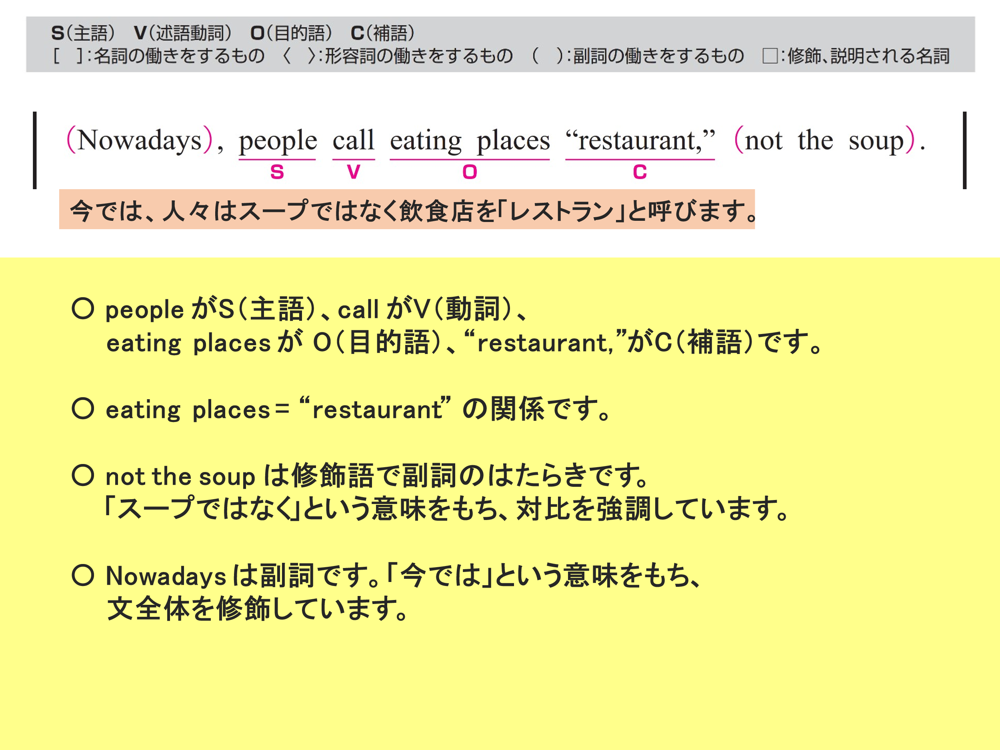 S(主語) V(述語動詞) O(目的語) C(補語)
[ ]:名詞の働きをするもの 〈 〉:形容詞の働きをするもの ( ):副詞の働きをするもの □:修飾、説明される名詞
(Nowadays), people call eating places “restaurant,” (not the soup).
S V O C
今では、人々はスープではなく飲食店を「レストラン」と呼びます。
○ people がS(主語)、call がV(動詞)、
eating places が O(目的語)、“restaurant,”がC(補語)です。
○ eating places = “restaurant” の関係です。
○ not the soup は修飾語で副詞のはたらきです。
「スープではなく」という意味をもち、対比を強調しています。
○ Nowadays は副詞です。「今では」という意味をもち、
文全体を修飾しています。